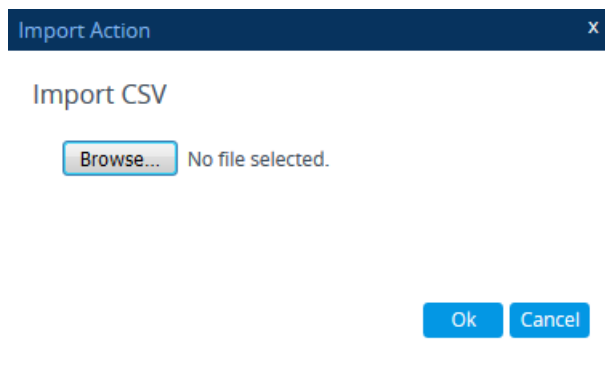 Import Action x
Import CSV
Browse... No file selected.
Ok Cancel